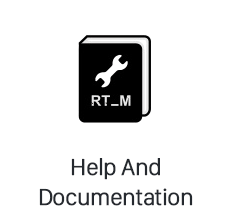 RT_M
Help And
Documentation